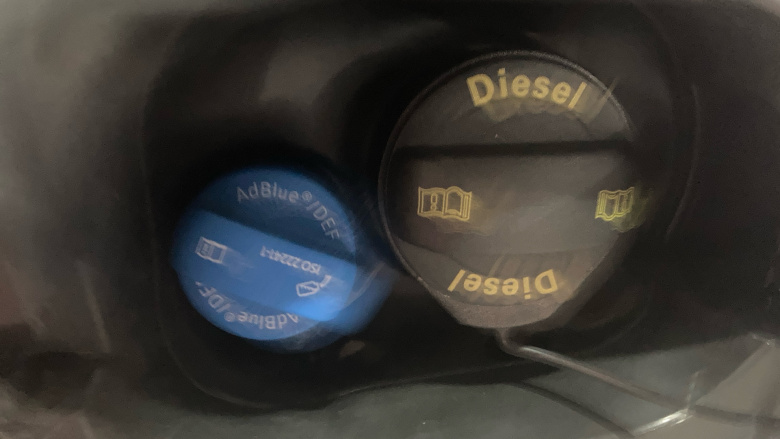 Diesel
Diesel
AdBlue®/DEF
ISO 22241-1
AdBlue®/DEF